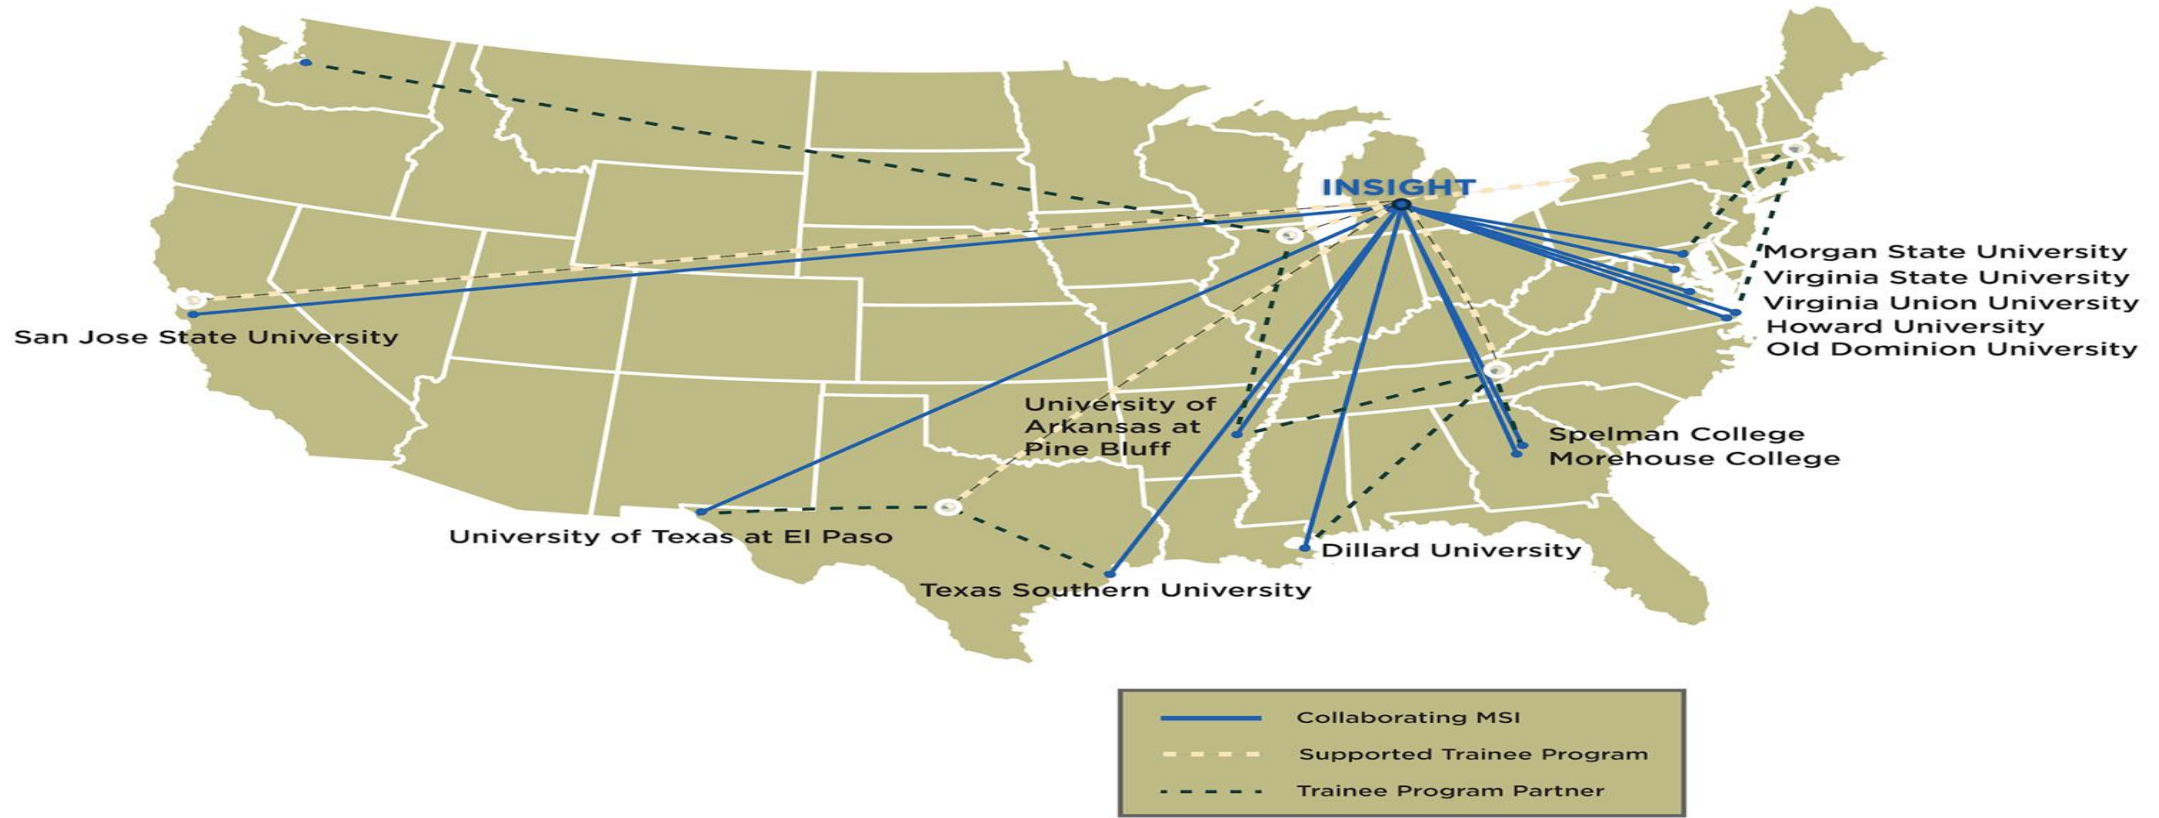 INSIGHT
Morgan State University
Virginia State University
Virginia Union University
Howard University
Old Dominion University
San Jose State University
University of
Arkansas at
Pine Bluff
Spelman College
Morehouse College
University of Texas at El Paso
Dillard University
Texas Southern University
Collaborating MSI
Supported Trainee Program
Trainee Program Partner